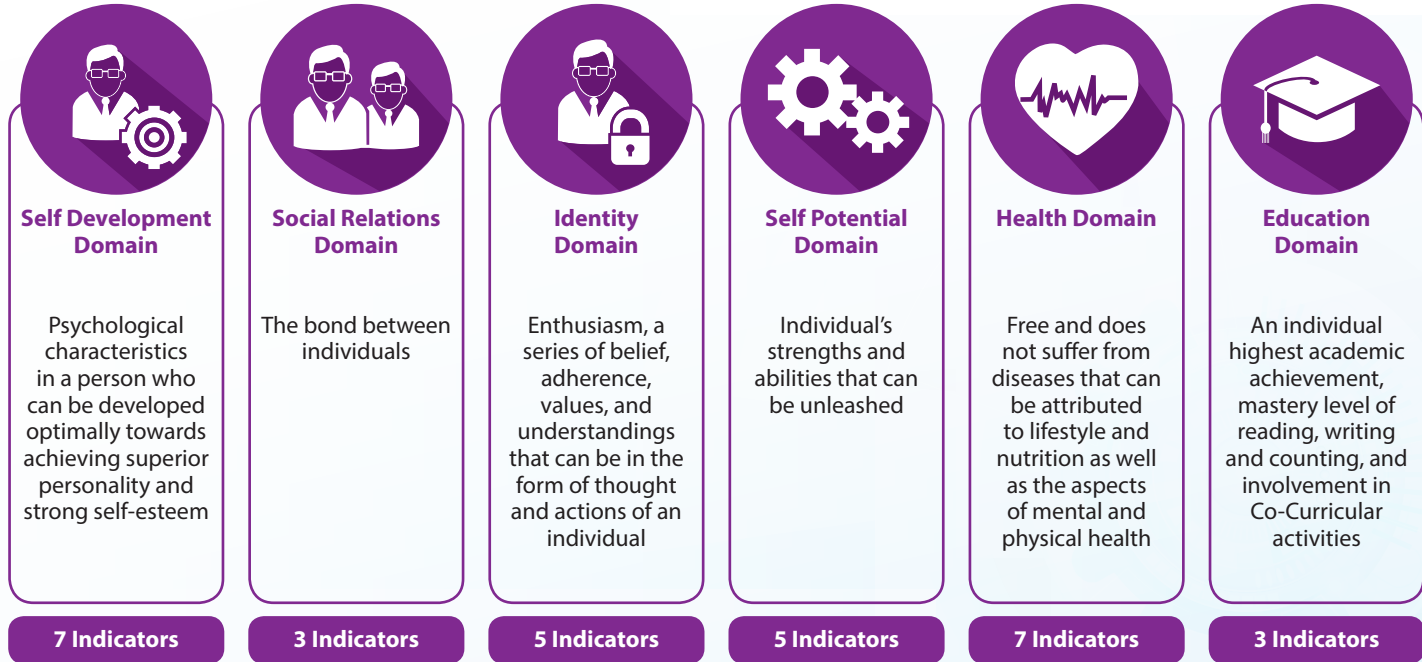 Self Development
Domain
Psychological
characteristics
in a person who
can be developed
optimally towards
achieving superior
personality and
strong self-esteem
7 Indicators
Social Relations
Domain
The bond between
individuals
3 Indicators
Identity
Domain
Enthusiasm, a
series of belief,
adherence,
values, and
understandings
that can be in the
form of thought
and actions of an
individual
5 Indicators
Self Potential
Domain
Individual’s
strengths and
abilities that can
be unleashed
5 Indicators
Health Domain
Free and does
not suffer from
diseases that can
be attributed
to lifestyle and
nutrition as well
as the aspects
of mental and
physical health
7 Indicators
Education
Domain
An individual
highest academic
achievement,
mastery level of
reading, writing
and counting, and
involvement in
Co-Curricular
activities
3 Indicators